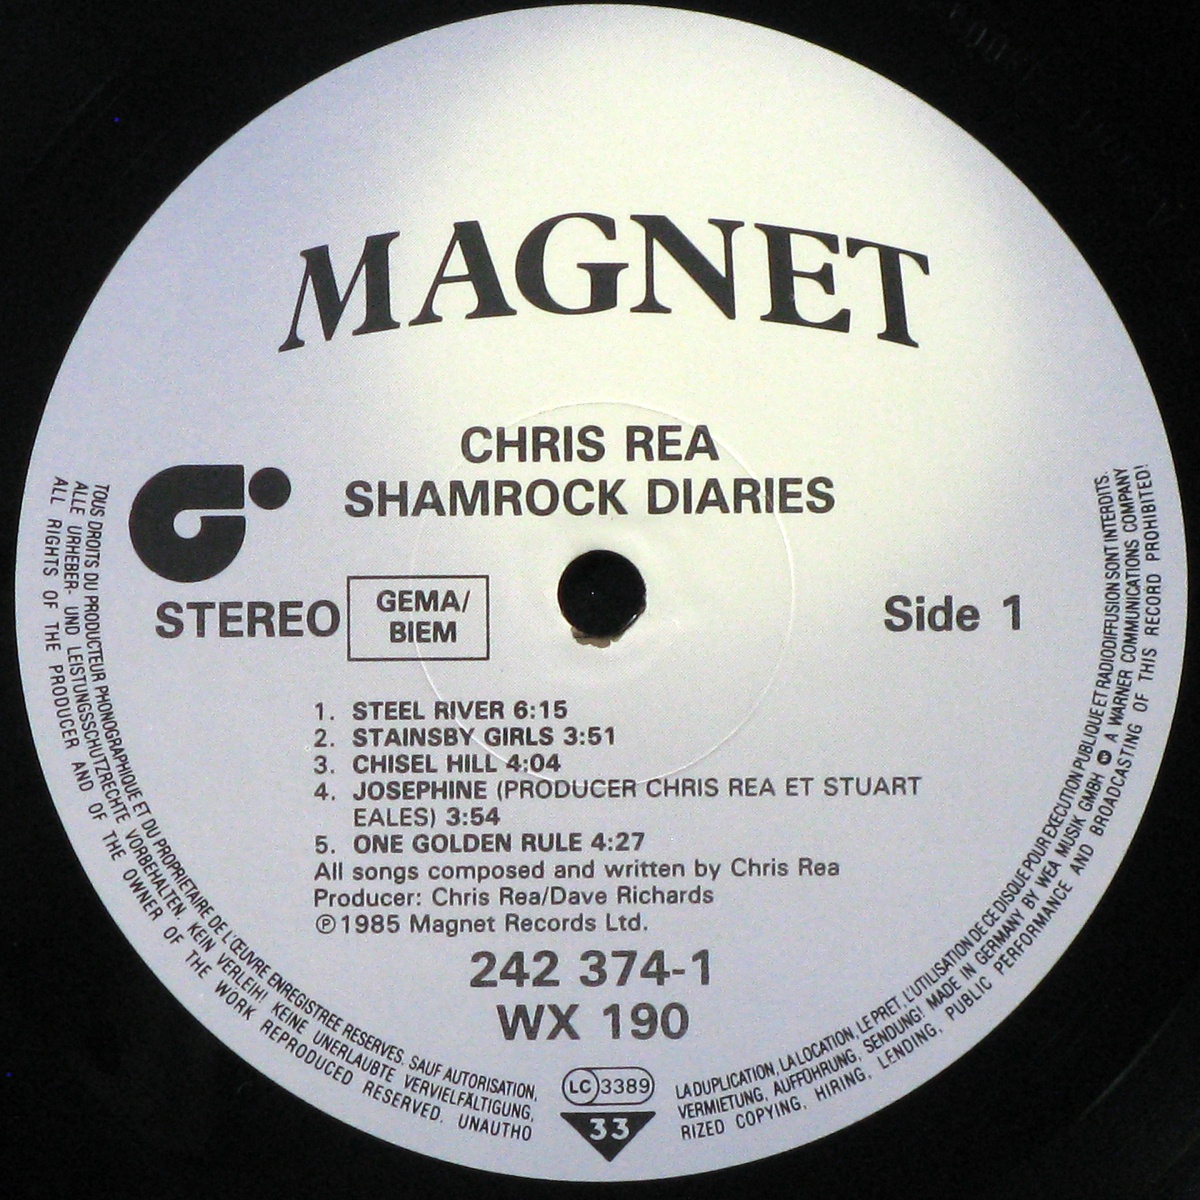 MAGNET
CHRIS REA
SHAMROCK DIARIES
STEREO
GEMA/
BIEM
Side 1
1. STEEL RIVER 6:15
2. STAINSBY GIRLS 3:51
3. CHISEL HILL 4:04
4. JOSEPHINE (PRODUCER CHRIS REA ET STUART
EALES) 3:54
5. ONE GOLDEN RULE 4:27
All songs composed and written by Chris Rea
Producer: Chris Rea/Dave Richards
℗1985 Magnet Records Ltd.
242 374-1
WX 190
LC 3389
33
TOUS DROITS DU PRODUCTEUR PHONOGRAPHIQUE ET DU PROPRIETAIRE DE L'ŒUVRE ENREGISTREE RESERVES. SAUF AUTORISATION,
LA DUPLICATION, LA LOCATION, LE PRET, L'UTILISATION DE CE DISQUE POUR EXECUTION PUBLIQUE ET RADIODIFFUSION SONT INTERDITS.
ALLE URHEBER- UND LEISTUNGSSCHUTZRECHTE VORBEHALTEN. KEIN VERLEIH! KEINE UNERLAUBTE VERVIELFÄLTIGUNG,
VERMIETUNG, AUFFÜHRUNG, SENDUNG! MADE IN GERMANY BY WEA MUSIK GMBH A WARNER COMMUNICATIONS COMPANY
ALL RIGHTS OF THE PRODUCER AND OF THE OWNER OF THE WORK REPRODUCED RESERVED. UNAUTHO
RIZED COPYING, HIRING, LENDING, PUBLIC PERFORMANCE AND BROADCASTING OF THIS RECORD PROHIBITED!